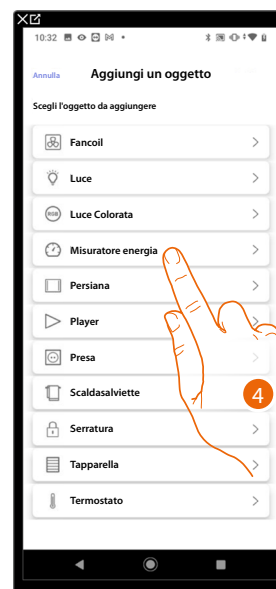 10:32
Annulla Aggiungi un oggetto
Scegli l'oggetto da aggiungere
Fancoil
Luce
RGB Luce Colorata
Misuratore energia
Persiana
Player
Presa
Scaldasalviette
4
Serratura
Tapparella
Termostato